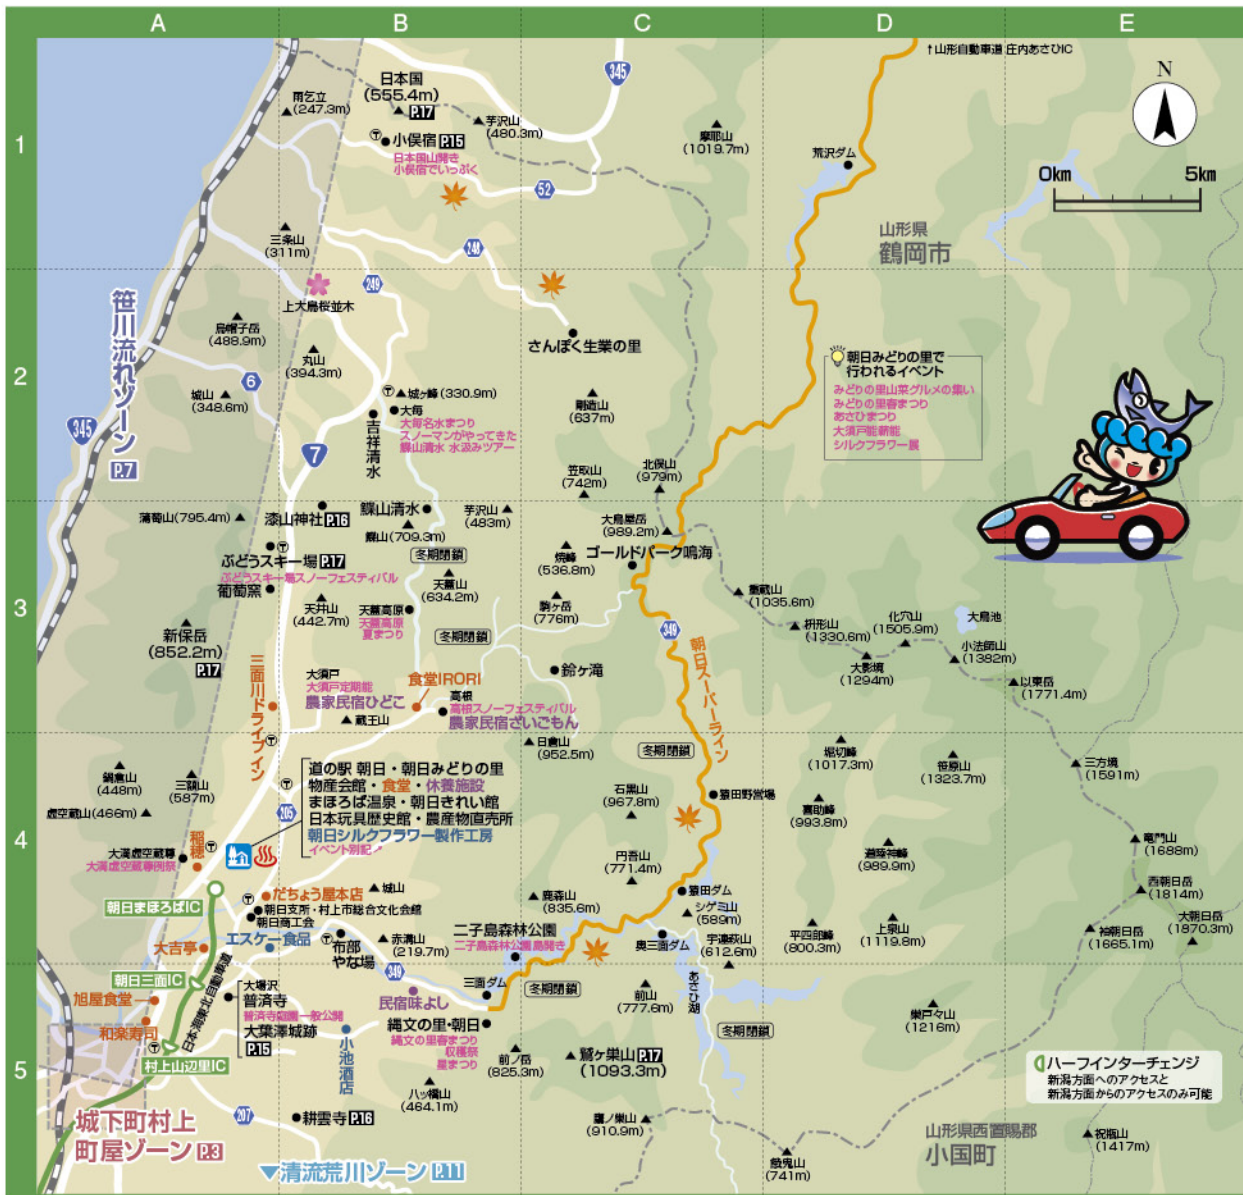 A
B
C
D
E
1
2
3
4
5
↑山形自動車道 庄内あさひIC
N
0km
5km
345
雨乞立
(247.3m)
日本国
(555.4m)
P.17
芋沢山
(480.3m)
小俣宿 P.15
日本国山開き
小俣宿でいっぷく
52
摩耶山
(1019.7m)
荒沢ダム
山形県
鶴岡市
三条山
(311m)
248
249
上大鳥桜並木
笹川流れゾーン
P.7
345
烏帽子岳
(488.9m)
丸山
(394.3m)
さんぽく生業の里
6
城山
(348.6m)
城ヶ峰(330.9m)
大毎
大毎名水まつり
スノーマンがやってきた
鰈山清水 水汲みツアー
吉祥清水
7
剛造山
(637m)
朝日みどりの里で
行われるイベント
みどりの里山菜グルメの集い
みどりの里春まつり
あさひまつり
大須戸能薪能
シルクフラワー展
笠取山
(742m)
北俣山
(979m)
蒲萄山(795.4m)
漆山神社 P.16
鰈山清水
鰈山(709.3m)
芋沢山
(483m)
大鳥屋岳
(989.2m)
ゴールドパーク鳴海
冬期閉鎖
焼峰
(536.8m)
ぶどうスキー場 P.17
ぶどうスキー場スノーフェスティバル
葡萄窯
天蓋山
(634.2m)
天井山
(442.7m)
天蓋高原
天蓋高原
夏まつり
冬期閉鎖
駒ヶ岳
(776m)
重蔵山
(1035.6m)
枡形山
(1330.6m)
化穴山
(1505.9m)
大鳥池
小法師山
(1382m)
大影境
(1294m)
以東岳
(1771.4m)
新保岳
(852.2m)
P.17
349
朝日スーパーライン
鈴ヶ滝
三面川ドライブイン
大須戸
大須戸定期能
農家民宿ひどこ
食堂IRORI
高根
高根スノーフェスティバル
農家民宿ざいごもん
蔵王山
日倉山
(952.5m)
冬期閉鎖
堀切峰
(1017.3m)
笹原山
(1323.7m)
三方境
(1591m)
鍋倉山
(448m)
三額山
(587m)
虚空蔵山(466m)
道の駅 朝日・朝日みどりの里
物産会館・食堂・休養施設
まほろば温泉・朝日きれい館
日本玩具歴史館・農産物直売所
朝日シルクフラワー製作工房
イベント別記
205
石黒山
(967.8m)
猿田野営場
喜助峰
(993.8m)
道陸神峰
(989.9m)
竜門山
(1688m)
稲穂
大満虚空蔵尊
大満虚空蔵尊例祭
円吾山
(771.4m)
西朝日岳
(1814m)
朝日まほろばIC
だちょう屋本店
朝日支所・村上市総合文化会館
朝日商工会
城山
鹿森山
(835.6m)
猿田ダム
シゲミ山
(589m)
大朝日岳
(1870.3m)
袖朝日岳
(1665.1m)
大吉亭
エスケー食品
布部
やな場
赤満山
(219.7m)
二子島森林公園
二子島森林公園島開き
奥三面ダム
宇連萩山
(612.6m)
平四郎峰
(800.3m)
上泉山
(1119.8m)
朝日三面IC
日本海東北自動車道
349
三面ダム
冬期閉鎖
前山
(777.6m)
あさひ湖
旭屋食堂
大場沢
普済寺
普済寺庭園一般公開
大葉澤城跡
P.15
民宿味よし
和楽寿司
村上山辺里IC
小池酒店
縄文の里・朝日
縄文の里春まつり
収穫祭
星まつり
冬期閉鎖
(1216m)
前ノ岳
(825.3m)
鷲ヶ巣山 P.17
(1093.3m)
ハーフインターチェンジ
新潟方面へのアクセスと
新潟方面からのアクセスのみ可能
八ッ橋山
(464.1m)
城下町村上
町屋ゾーン P.3
207
耕雲寺 P.16
鷹ノ巣山
(910.9m)
山形県西置賜郡
小国町
祝瓶山
(1417m)
(741m)
▼清流荒川ゾーン P.11